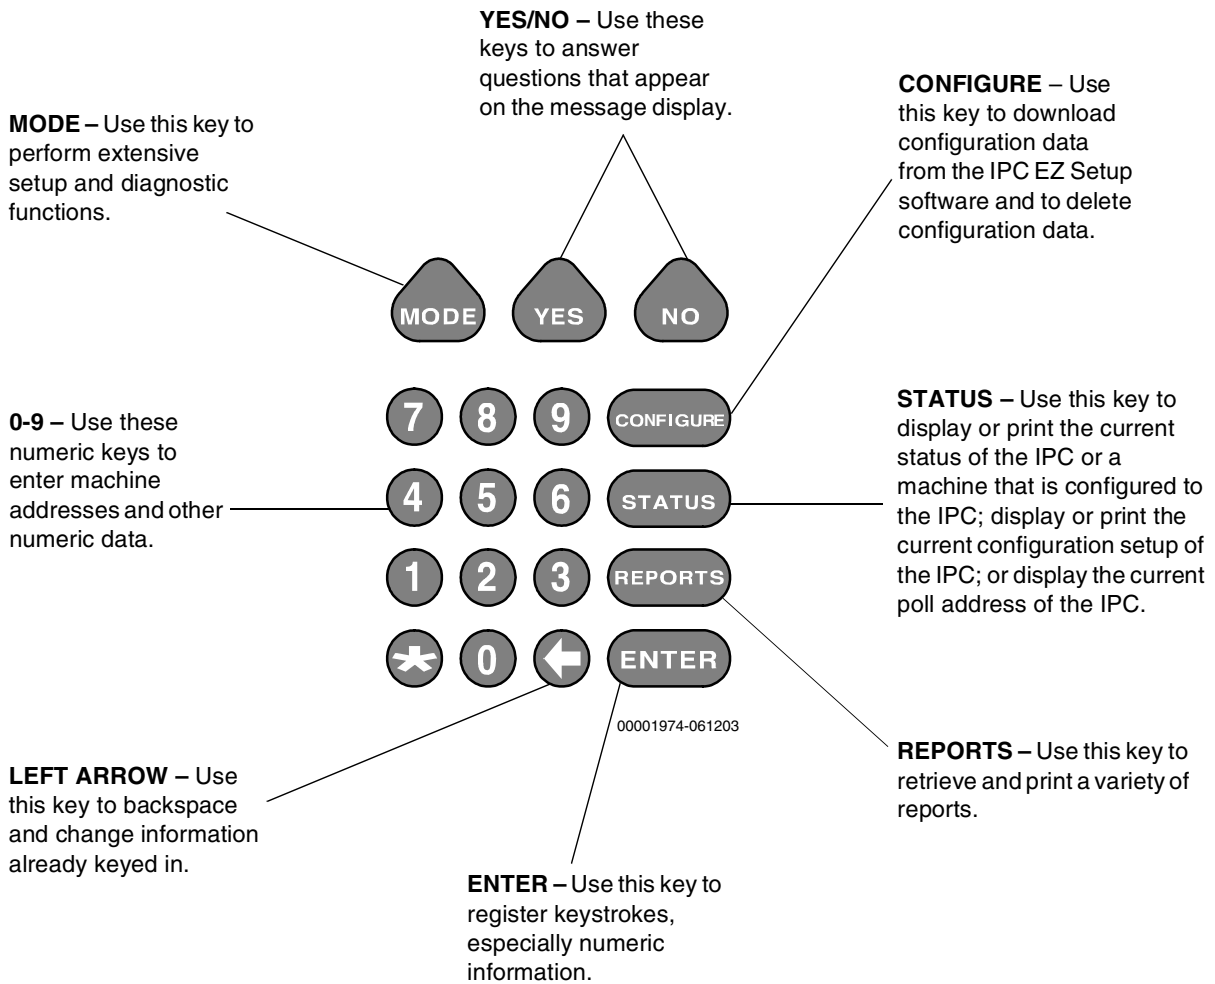 YES/NO – Use these
keys to answer
questions that appear
on the message display.
CONFIGURE – Use
this key to download
configuration data
from the IPC EZ Setup
software and to delete
configuration data.
MODE – Use this key to
perform extensive
setup and diagnostic
functions.
MODE YES NO
7 8 9 CONFIGURE
4 5 6 STATUS
1 2 3 REPORTS
* 0 ← ENTER
00001974-061203
0-9 – Use these
numeric keys to
enter machine
addresses and other
numeric data.
STATUS – Use this key to
display or print the current
status of the IPC or a
machine that is configured to
the IPC; display or print the
current configuration setup of
the IPC; or display the current
poll address of the IPC.
LEFT ARROW – Use
this key to backspace
and change information
already keyed in.
REPORTS – Use this key to
retrieve and print a variety of
reports.
ENTER – Use this key to
register keystrokes,
especially numeric
information.